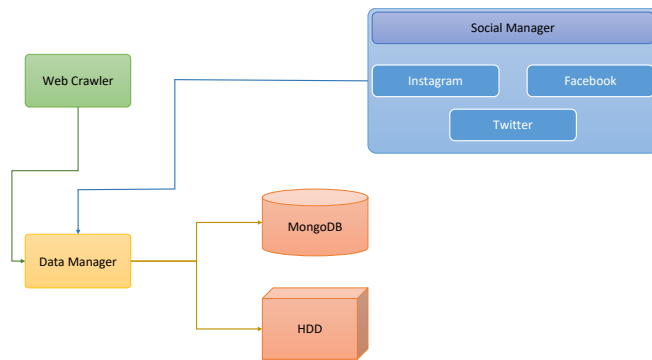 Social Manager
Web Crawler
Instagram
Facebook
Twitter
MongoDB
Data Manager
HDD